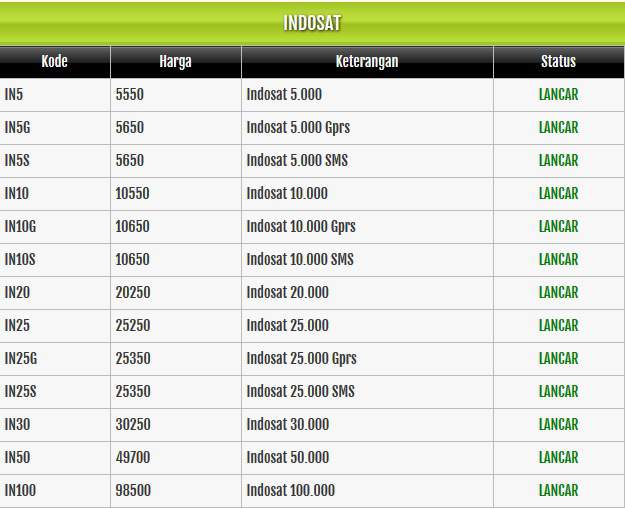 INDOSAT
Kode Harga Keterangan Status
IN5 5550 Indosat 5.000 LANCAR
IN5G 5650 Indosat 5.000 Gprs LANCAR
IN5S 5650 Indosat 5.000 SMS LANCAR
IN10 10550 Indosat 10.000 LANCAR
IN10G 10650 Indosat 10.000 Gprs LANCAR
IN10S 10650 Indosat 10.000 SMS LANCAR
IN20 20250 Indosat 20.000 LANCAR
IN25 25250 Indosat 25.000 LANCAR
IN25G 25350 Indosat 25.000 Gprs LANCAR
IN25S 25350 Indosat 25.000 SMS LANCAR
IN30 30250 Indosat 30.000 LANCAR
IN50 49700 Indosat 50.000 LANCAR
IN100 98500 Indosat 100.000 LANCAR